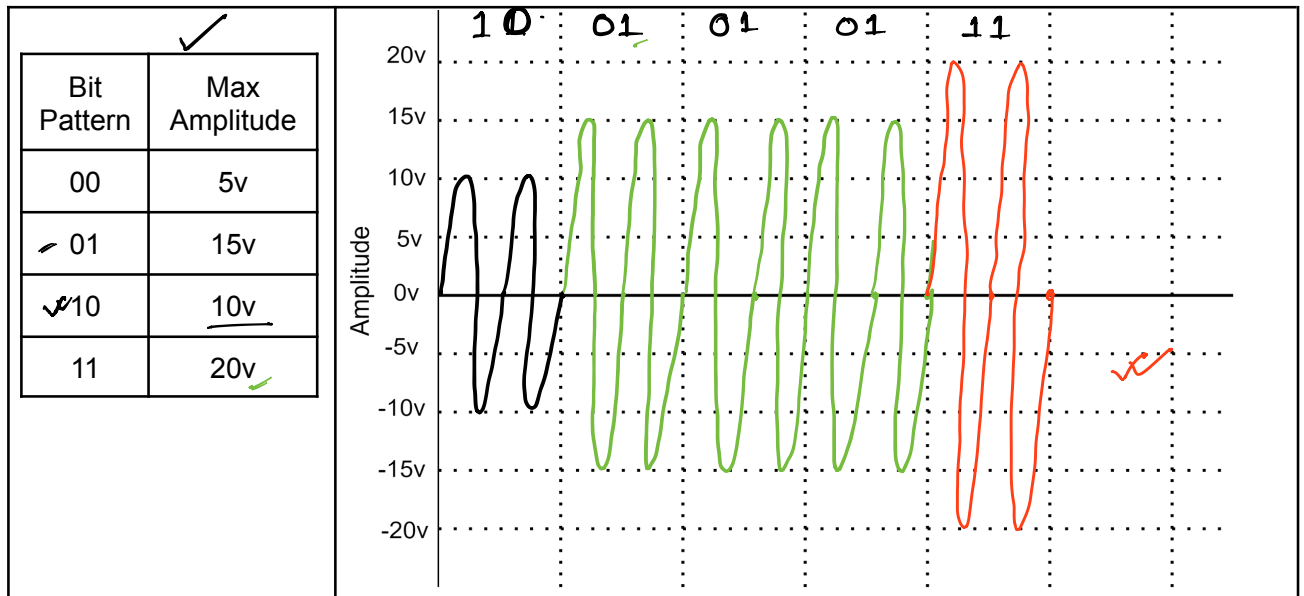 Bit Pattern
Max Amplitude
00
5v
01
15v
10
10v
11
20v
10 01 01 01 11
Amplitude
20v
15v
10v
5v
0v
-5v
-10v
-15v
-20v